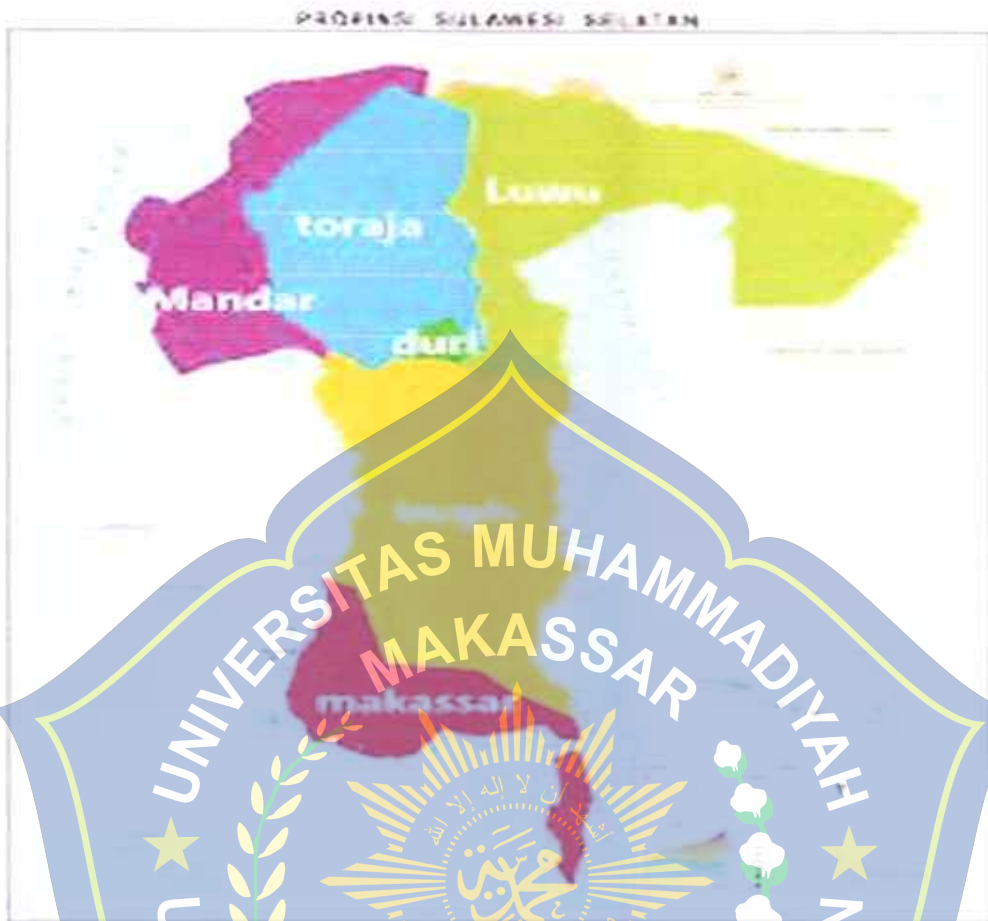 PROPINSI SULAWESI SELATAN
Luwu
toraja
Mandar
duri
UNIVERSITAS MUHAMMADIYAH
MAKASSAR
makassar